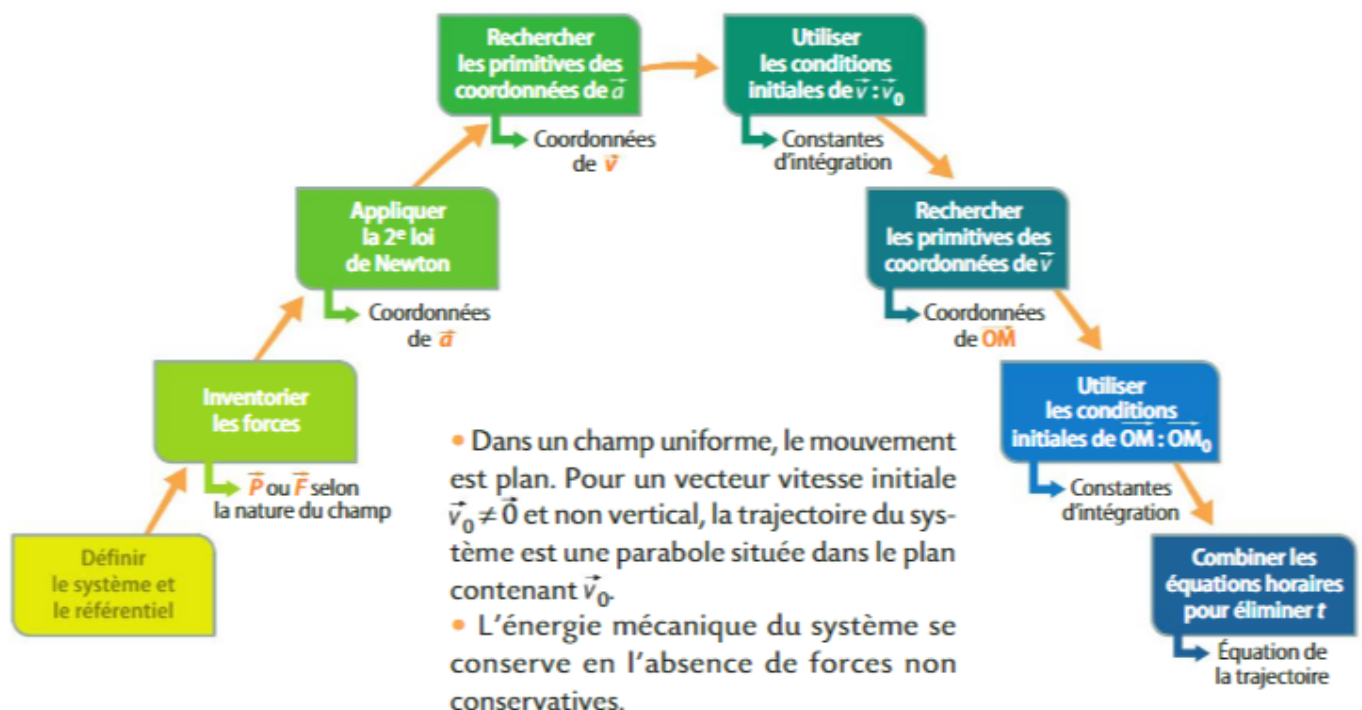 Définir
le système et
le référentiel
Inventorier
les forces
P⃗ ou F⃗ selon
la nature du champ
Appliquer
la 2e loi
de Newton
Coordonnées
de a⃗
Rechercher
les primitives des
coordonnées de a⃗
Coordonnées
de v⃗
Utiliser
les conditions
initiales de v⃗ : v⃗₀
Constantes
d'intégration
Rechercher
les primitives des
coordonnées de v⃗
Coordonnées
de OM⃗
Utiliser
les conditions
initiales de OM⃗ : OM⃗₀
Constantes
d'intégration
Combiner les
équations horaires
pour éliminer t
Équation de
la trajectoire
• Dans un champ uniforme, le mouvement
est plan. Pour un vecteur vitesse initiale
v⃗₀ ≠ 0⃗ et non vertical, la trajectoire du sys-
tème est une parabole située dans le plan
contenant v⃗₀.
• L'énergie mécanique du système se
conserve en l'absence de forces non
conservatives.